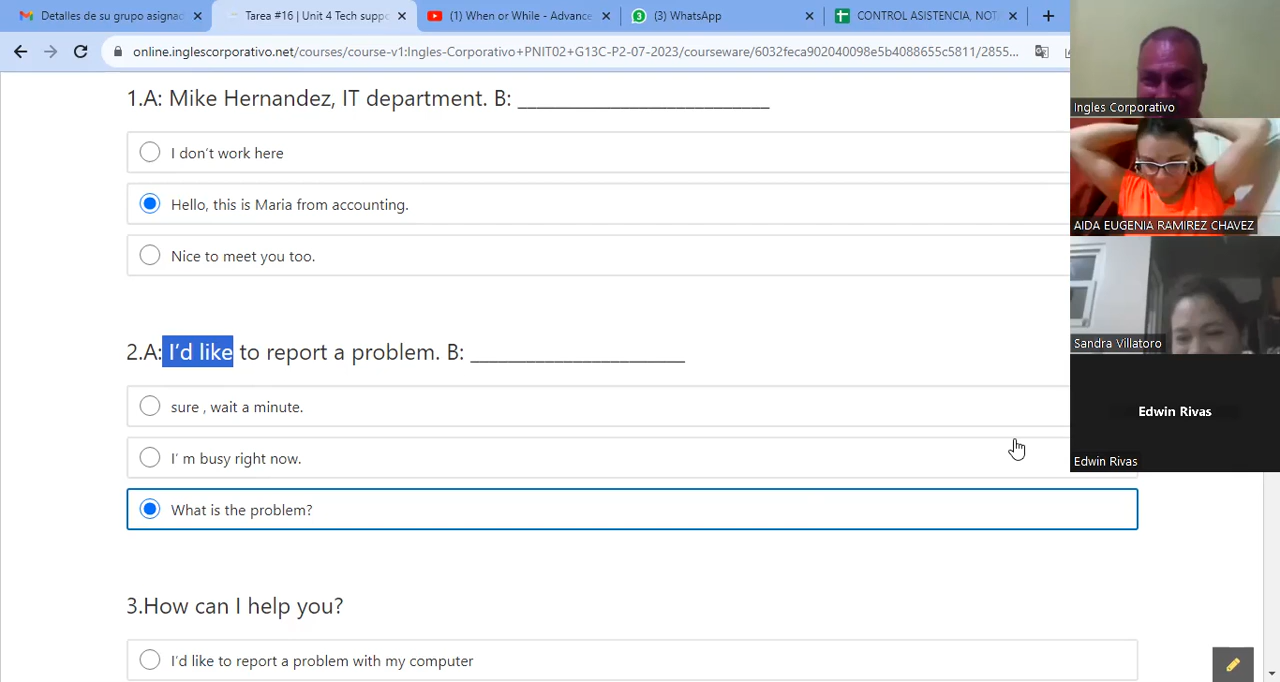 Detalles de su grupo asignad
Tarea #16 | Unit 4 Tech suppo
(1) When or While - Advance
(3) WhatsApp
CONTROL ASISTENCIA, NOT
online.inglescorporativo.net/courses/course-v1:Ingles-Corporativo+PNIT02+G13C-P2-07-2023/courseware/6032feca902040098e5b4088655c5811/2855...
1.A: Mike Hernandez, IT department. B: ___________________________
I don't work here
Hello, this is Maria from accounting.
Nice to meet you too.
2.A: I'd like to report a problem. B: _______________________
sure , wait a minute.
I' m busy right now.
What is the problem?
3.How can I help you?
I'd like to report a problem with my computer
Ingles Corporativo
AIDA EUGENIA RAMIREZ CHAVEZ
Sandra Villatoro
Edwin Rivas
Edwin Rivas